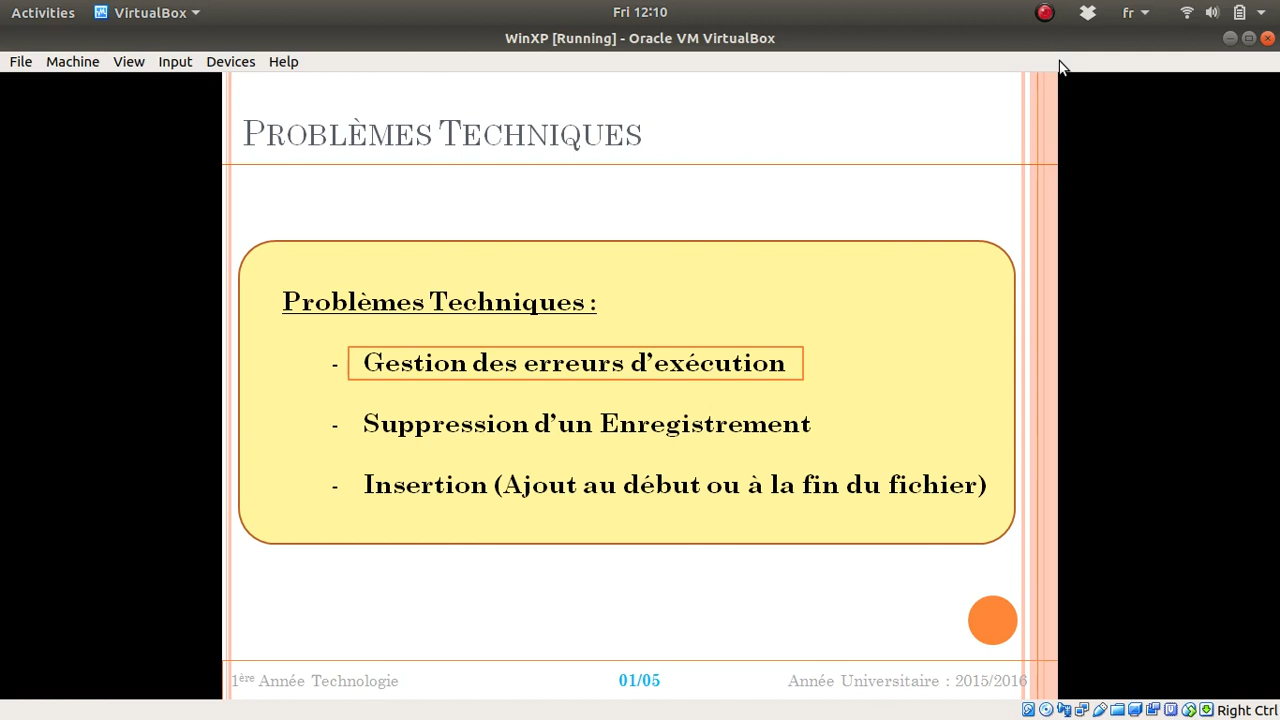 Activities VirtualBox Fri 12:10 fr
WinXP [Running] - Oracle VM VirtualBox
File Machine View Input Devices Help
PROBLÈMES TECHNIQUES
Problèmes Techniques :
- Gestion des erreurs d’exécution
- Suppression d’un Enregistrement
- Insertion (Ajout au début ou à la fin du fichier)
1ère Année Technologie 01/05 Année Universitaire : 2015/2016
Right Ctrl